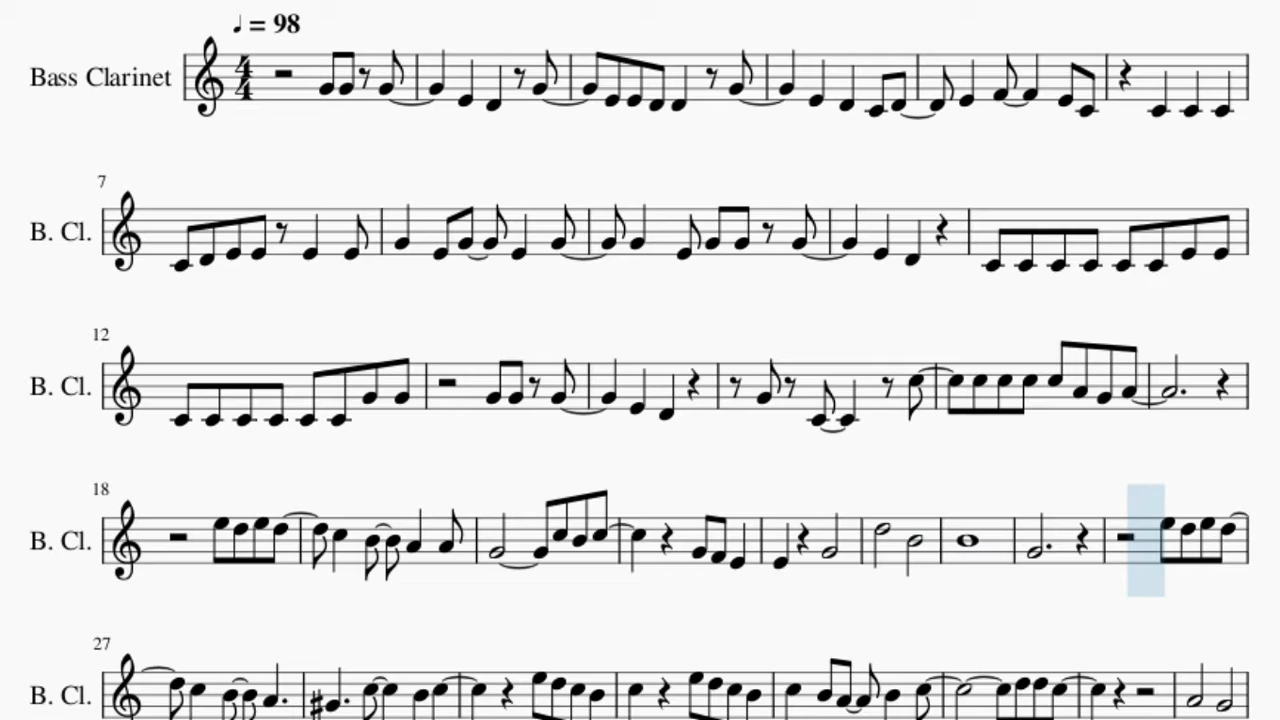 ♩ = 98
Bass Clarinet
4
4
7
B. Cl.
12
B. Cl.
18
B. Cl.
27
B. Cl.